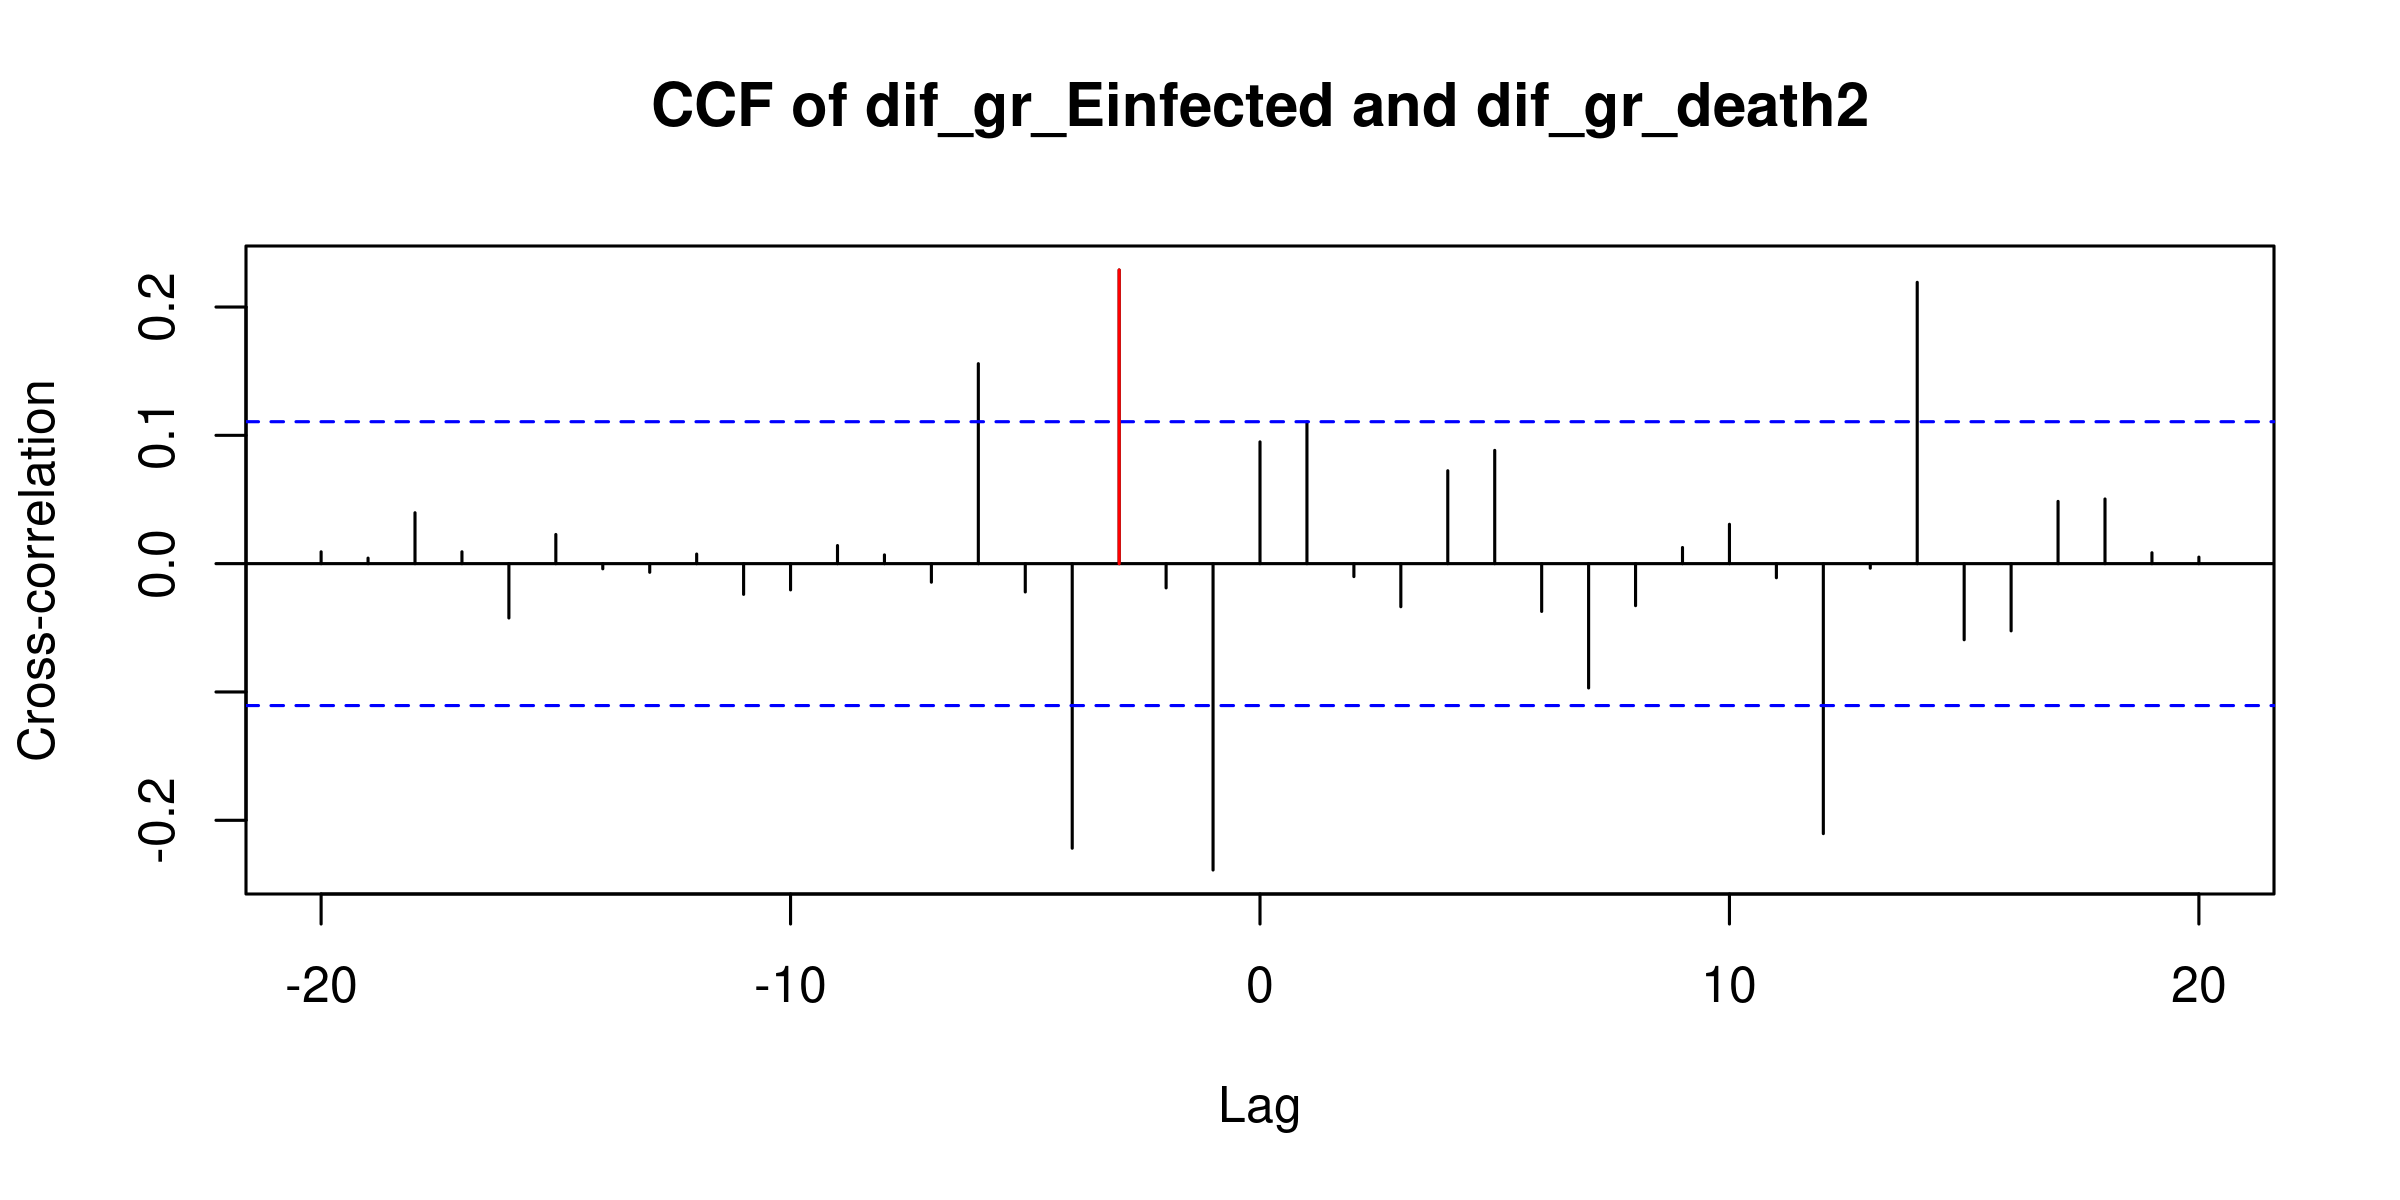 CCF of dif_gr_Einfected and dif_gr_death2
Cross-correlation
0.2
0.1
0.0
-0.2
-20 -10 0 10 20
Lag